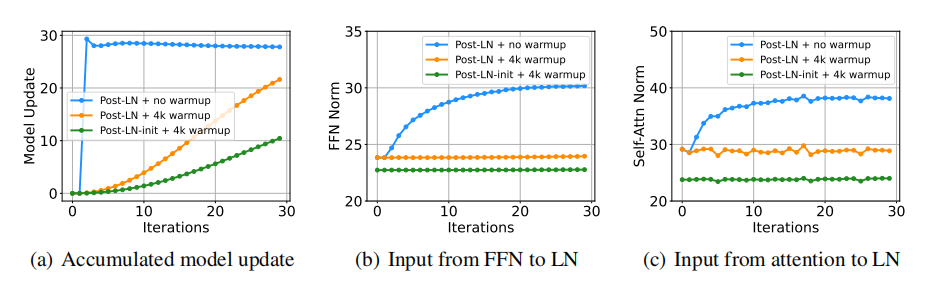 30
20
10
0
Model Update
Post-LN + no warmup
Post-LN + 4k warmup
Post-LN-init + 4k warmup
0
10
20
30
Iterations
(a) Accumulated model update
35
30
25
20
FFN Norm
Post-LN + no warmup
Post-LN + 4k warmup
Post-LN-init + 4k warmup
0
10
20
30
Iterations
(b) Input from FFN to LN
50
40
30
20
Self-Attn Norm
Post-LN + no warmup
Post-LN + 4k warmup
Post-LN-init + 4k warmup
0
10
20
30
Iterations
(c) Input from attention to LN